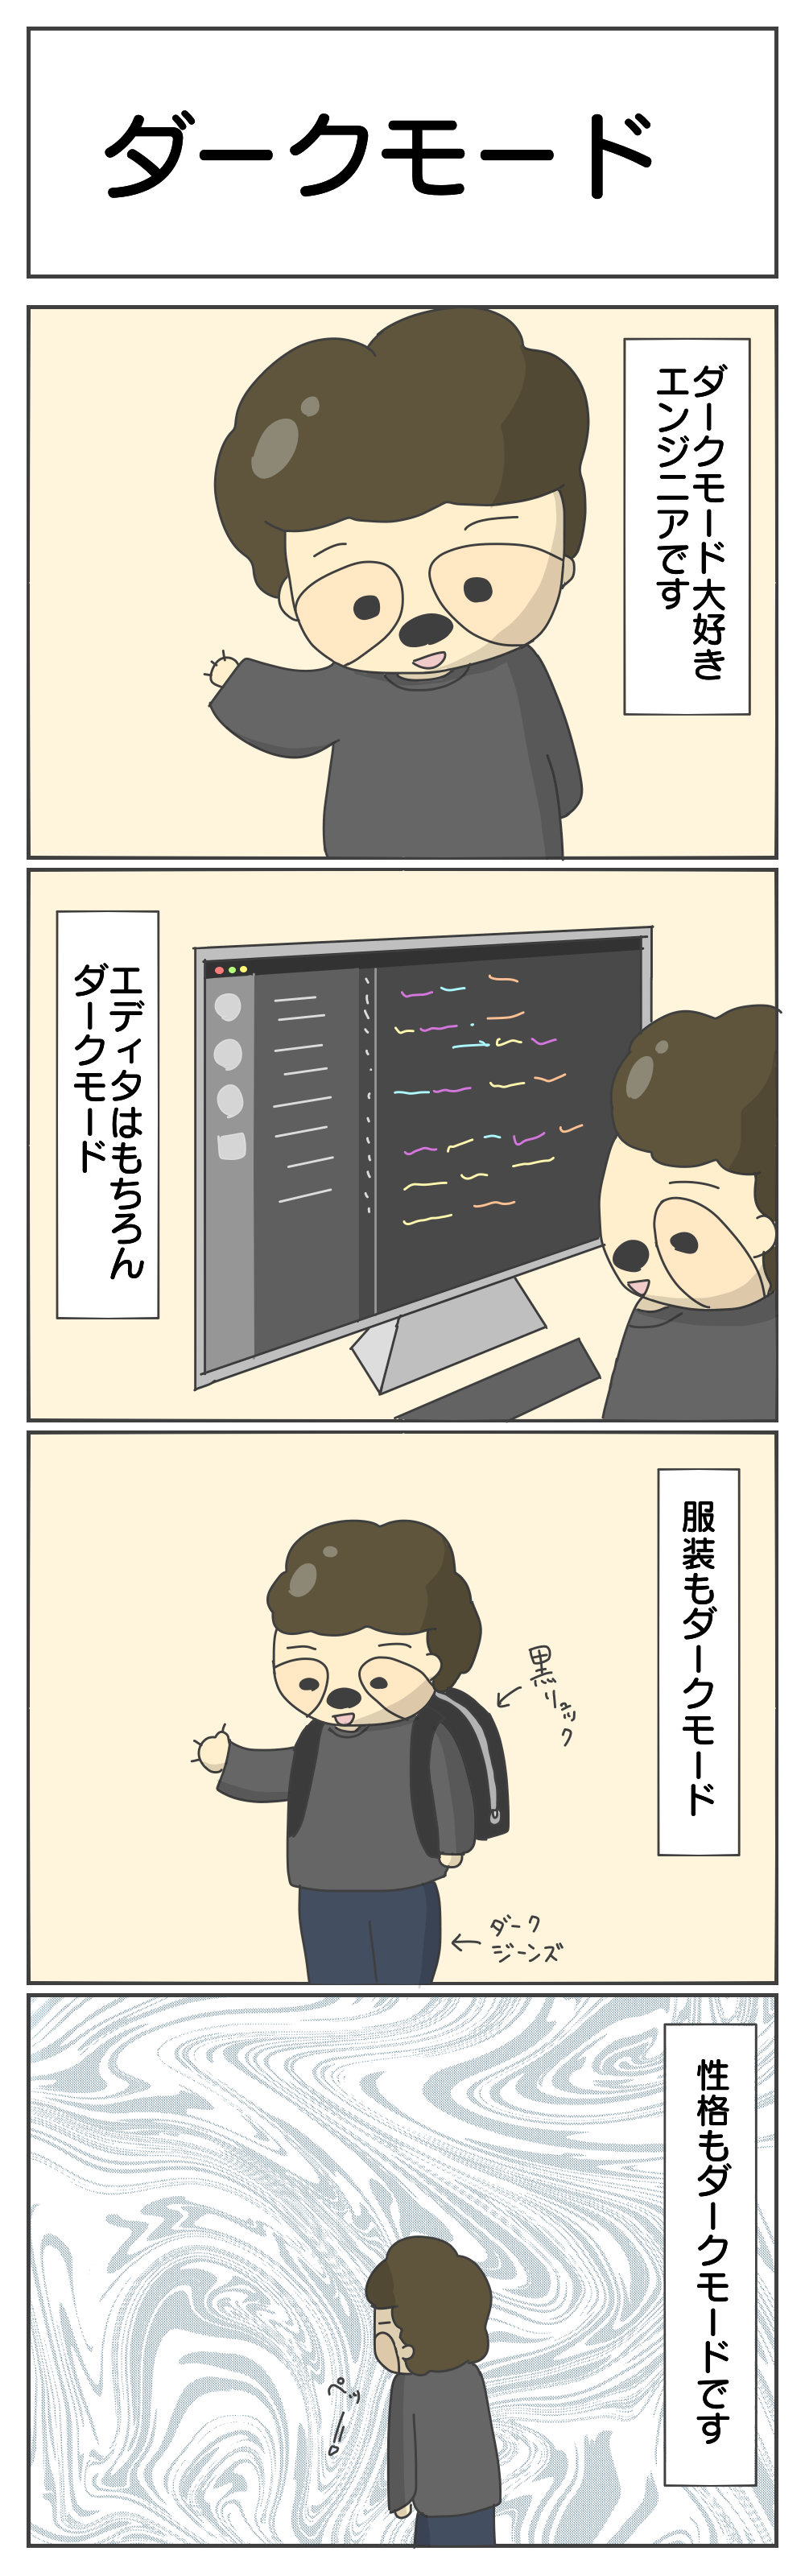 ダークモード
ダークモード大好き
エンジニアです
エディタはもちろん
ダークモード
服装もダークモード
黒リュック
ダーク
ジーンズ
性格もダークモードです
ペッ